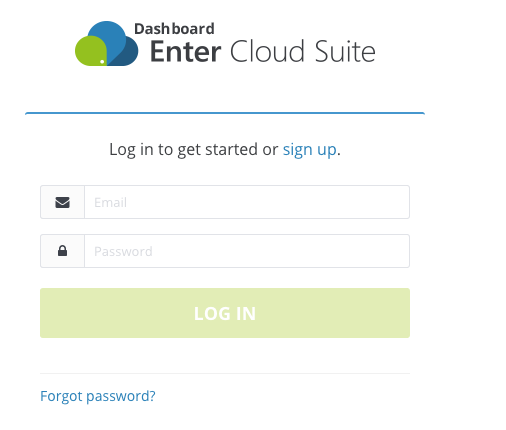 Dashboard
Enter Cloud Suite
Log in to get started or sign up.
Email
Password
LOG IN
Forgot password?